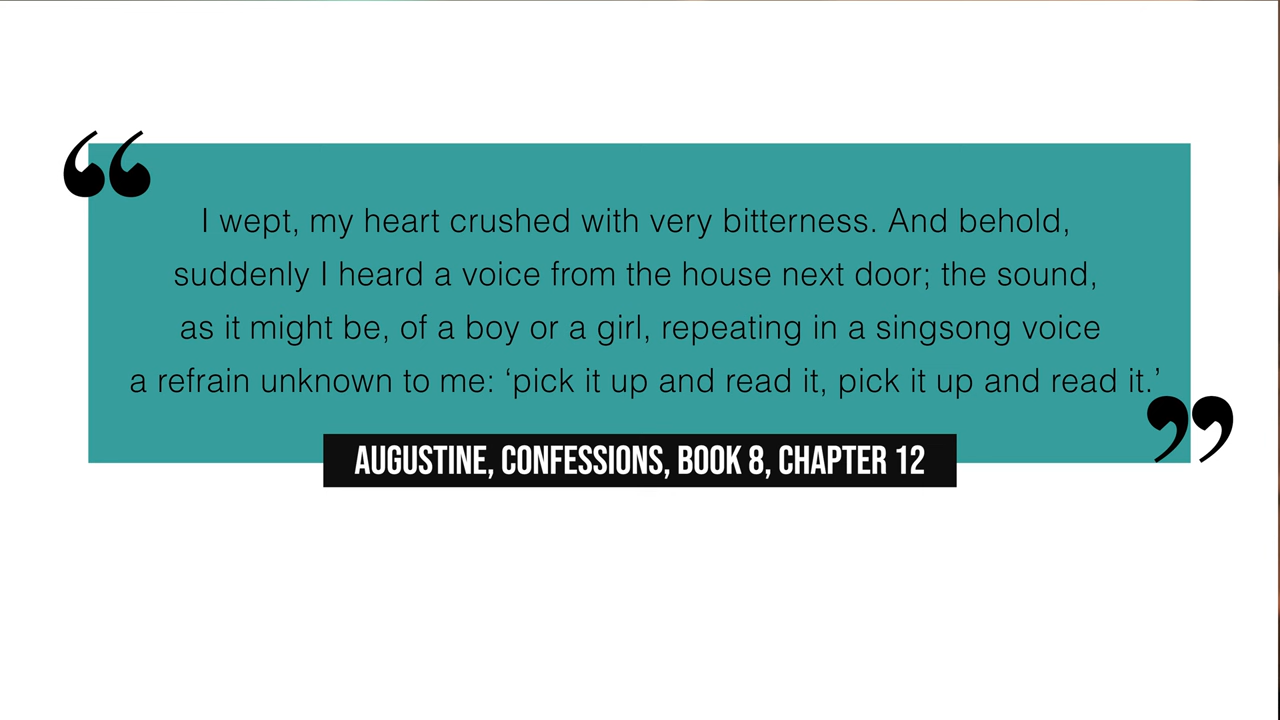 “
I wept, my heart crushed with very bitterness. And behold,
suddenly I heard a voice from the house next door; the sound,
as it might be, of a boy or a girl, repeating in a singsong voice
a refrain unknown to me: ‘pick it up and read it, pick it up and read it.’
”
AUGUSTINE, CONFESSIONS, BOOK 8, CHAPTER 12